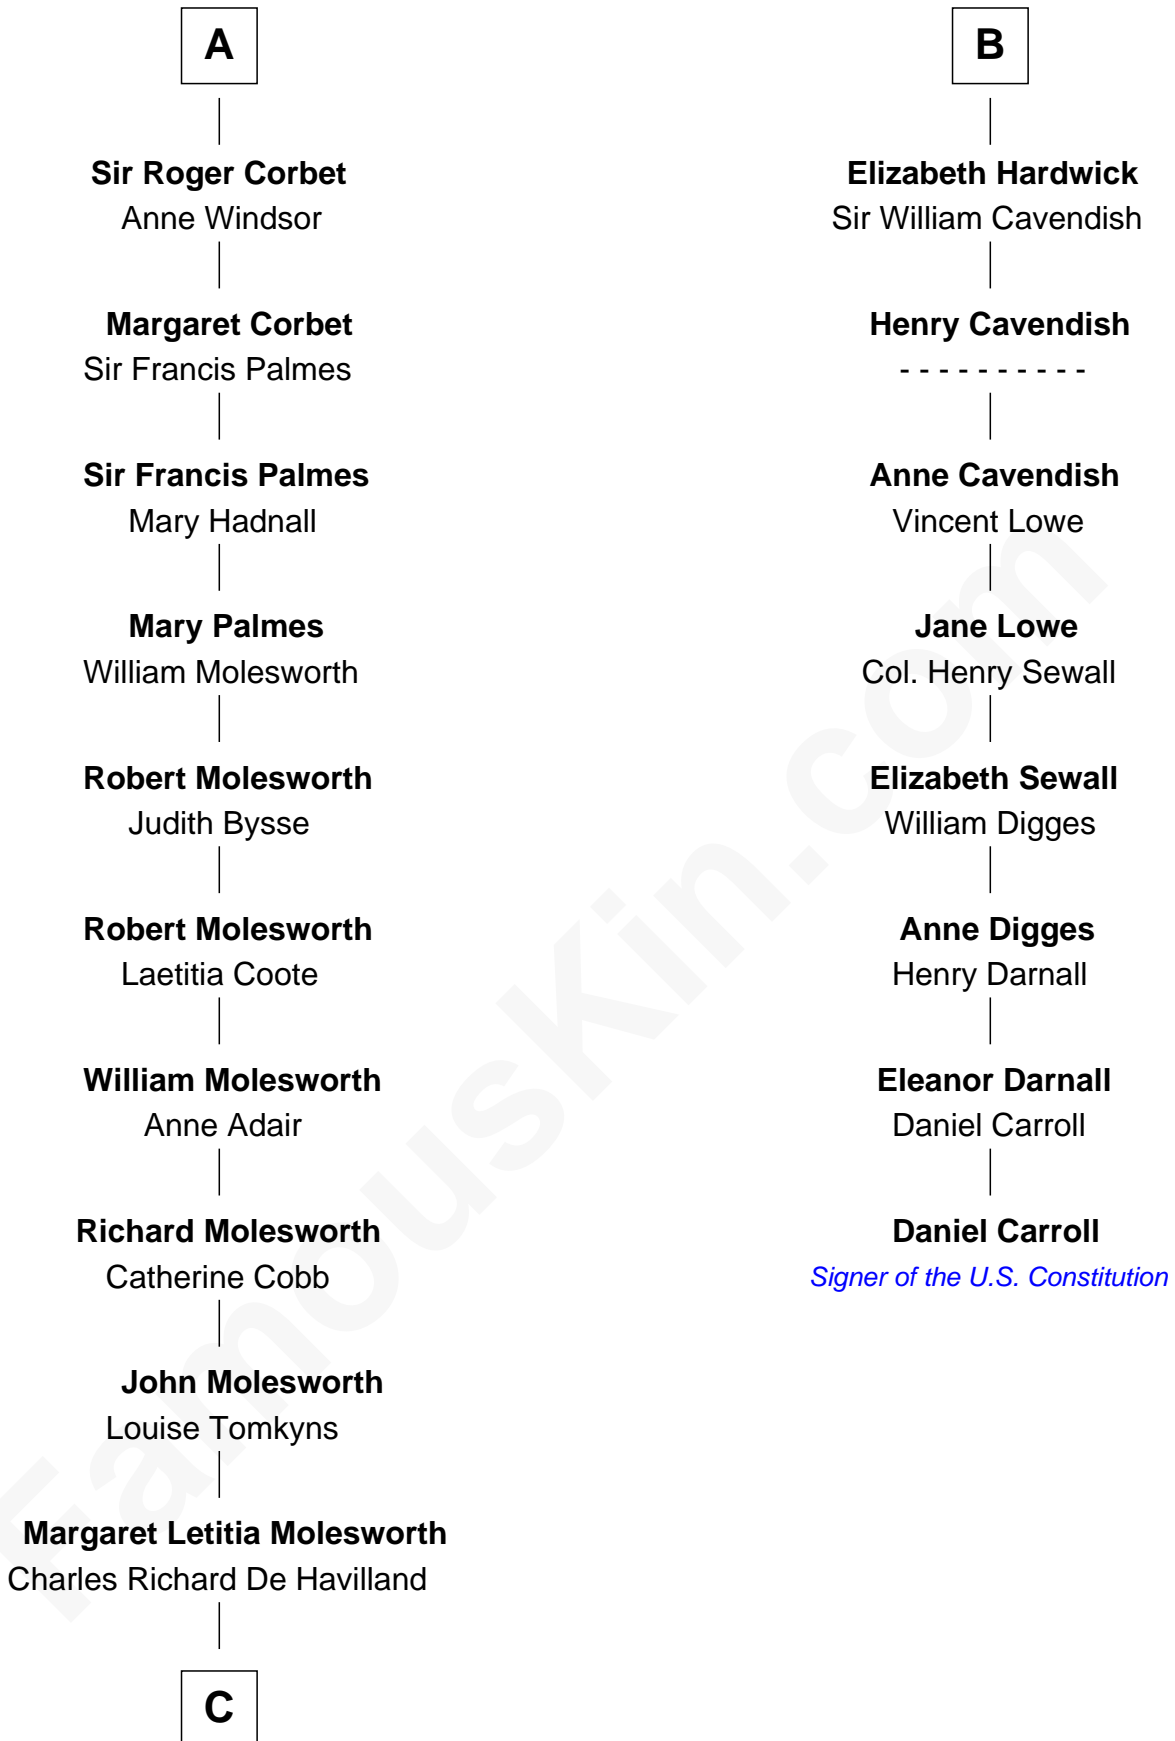 A
Sir Roger Corbet
Anne Windsor
Margaret Corbet
Sir Francis Palmes
Sir Francis Palmes
Mary Hadnall
Mary Palmes
William Molesworth
Robert Molesworth
Judith Bysse
Robert Molesworth
Laetitia Coote
William Molesworth
Anne Adair
Richard Molesworth
Catherine Cobb
John Molesworth
Louise Tomkyns
Margaret Letitia Molesworth
Charles Richard De Havilland
C
B
Elizabeth Hardwick
Sir William Cavendish
Henry Cavendish
- - - - - - - - - -
Anne Cavendish
Vincent Lowe
Jane Lowe
Col. Henry Sewall
Elizabeth Sewall
William Digges
Anne Digges
Henry Darnall
Eleanor Darnall
Daniel Carroll
Daniel Carroll
Signer of the U.S. Constitution
FamousKin.com